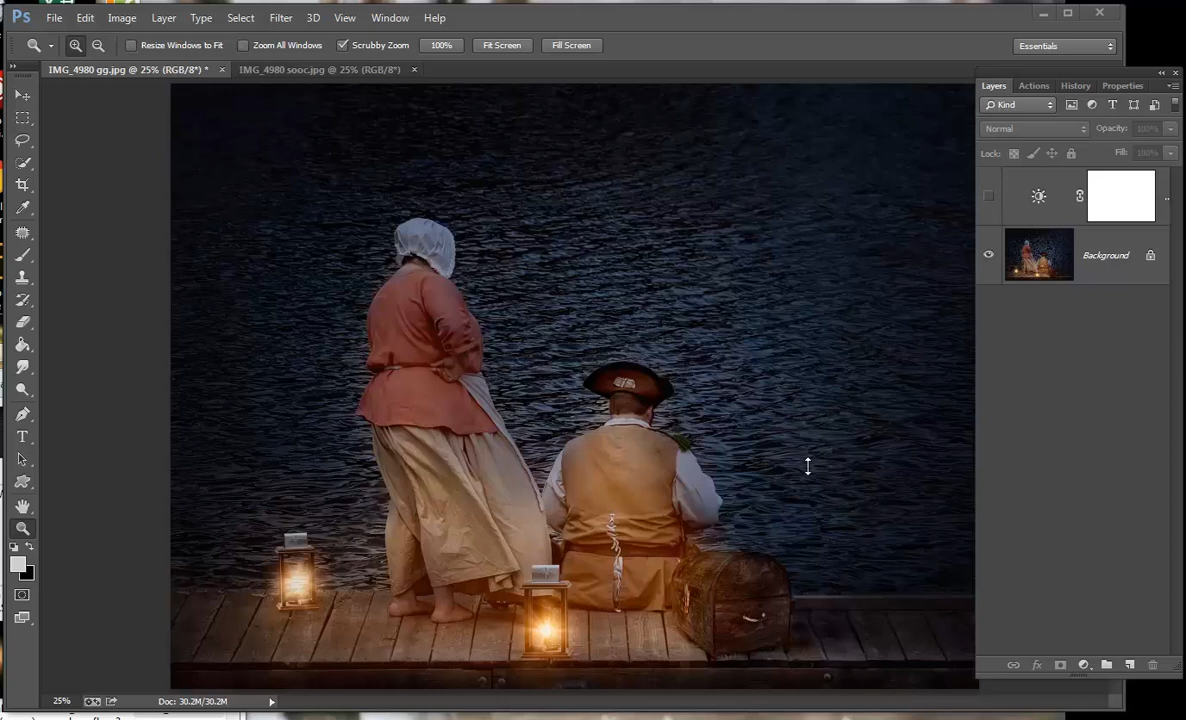 Ps File Edit Image Layer Type Select Filter 3D View Window Help
Resize Windows to Fit Zoom All Windows Scrubby Zoom 100% Fit Screen Fill Screen Essentials
IMG_4980 gg.jpg @ 25% (RGB/8*) * × IMG_4980 sooc.jpg @ 25% (RGB/8*) ×
Layers Actions History Properties
Kind
Normal Opacity: 100%
Lock: Fill: 100%
Background
25% Doc: 30.2M/30.2M